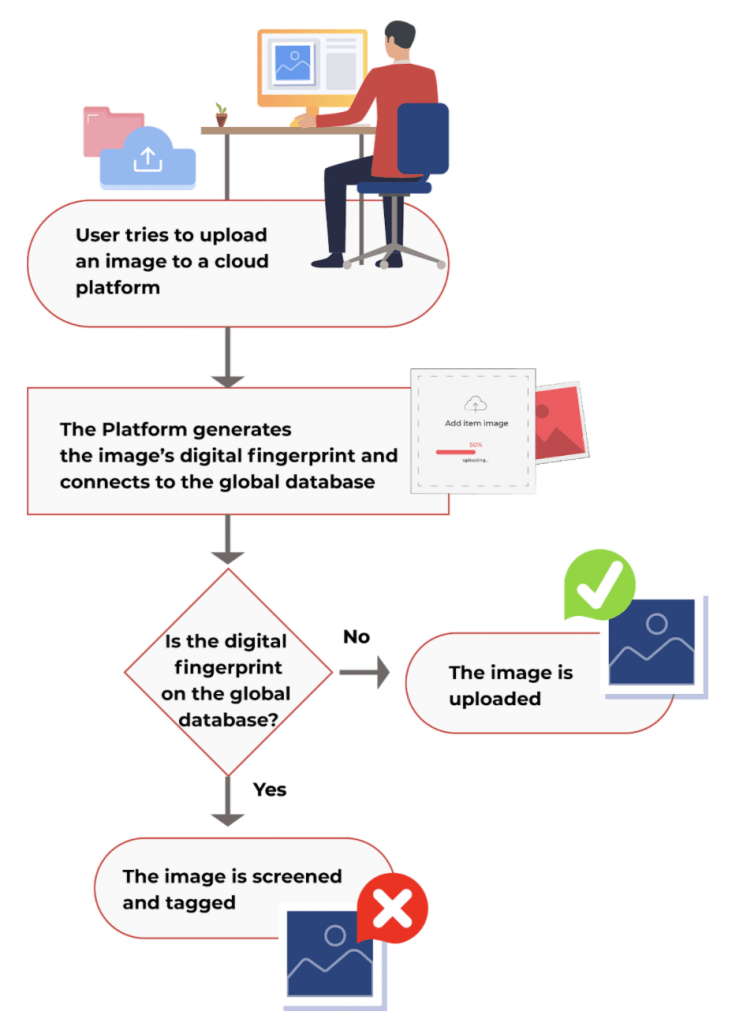 User tries to upload
an image to a cloud
platform
The Platform generates
the image’s digital fingerprint and
connects to the global database
Add item image
50%
uploading...
Is the digital
fingerprint
on the global
database?
No
The image is
uploaded
Yes
The image is screened
and tagged